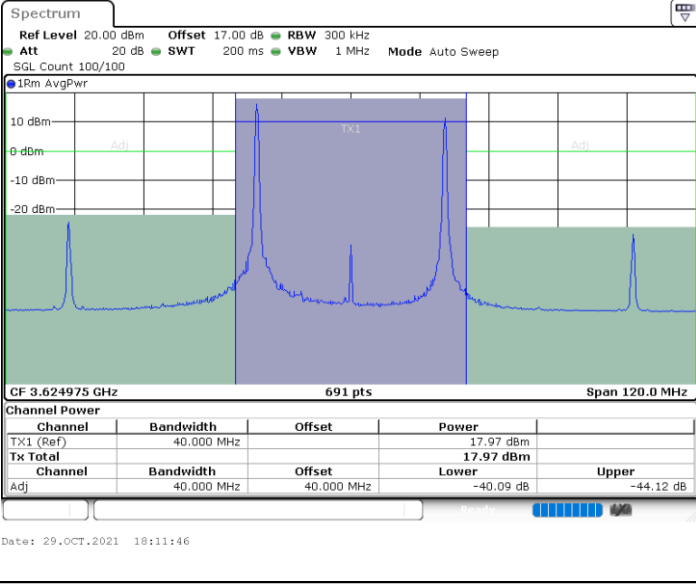 Spectrum
Ref Level 20.00 dBm Offset 17.00 dB RBW 300 kHz
Att 20 dB SWT 200 ms VBW 1 MHz Mode Auto Sweep
SGL Count 100/100
1Rm AvgPwr
10 dBm
TX1
Adj Adj
0 dBm
-10 dBm
-20 dBm
CF 3.624975 GHz 691 pts Span 120.0 MHz
Channel Power
Channel Bandwidth Offset Power
TX1 (Ref) 40.000 MHz 17.97 dBm
Tx Total 17.97 dBm
Channel Bandwidth Offset Lower Upper
Adj 40.000 MHz 40.000 MHz -40.09 dB -44.12 dB
Ready
Date: 29.OCT.2021 18:11:46